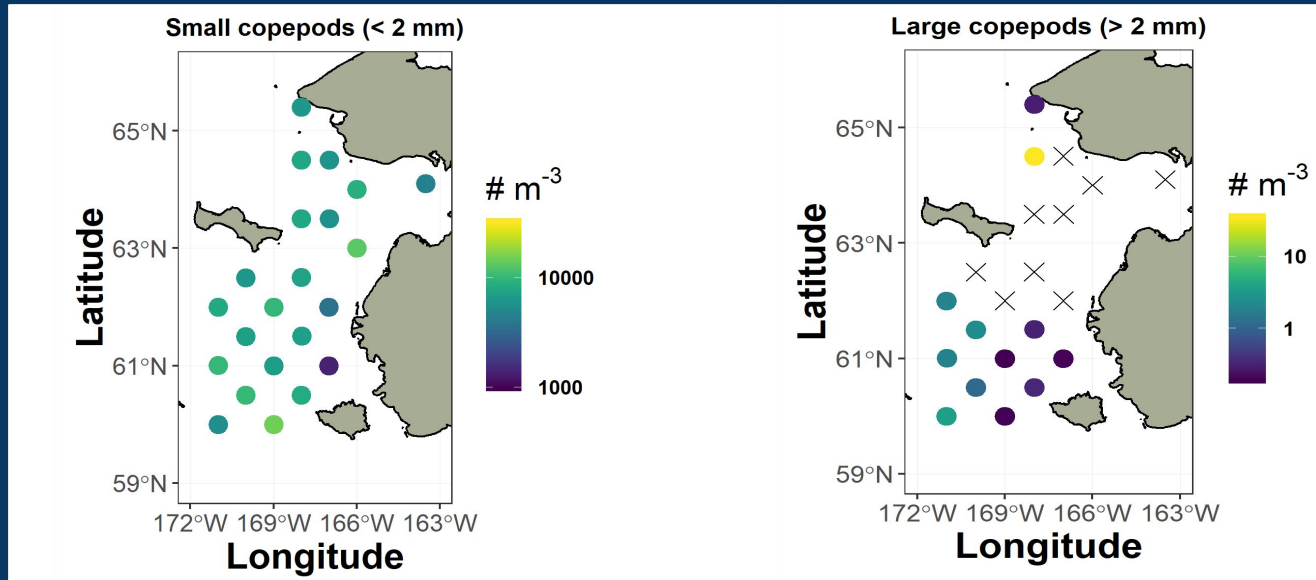 Small copepods (< 2 mm)
65°N
63°N
61°N
59°N
172°W 169°W 166°W 163°W
Longitude
Latitude
# m⁻³
10000
1000
Large copepods (> 2 mm)
65°N
63°N
61°N
59°N
172°W 169°W 166°W 163°W
Longitude
Latitude
# m⁻³
10
1